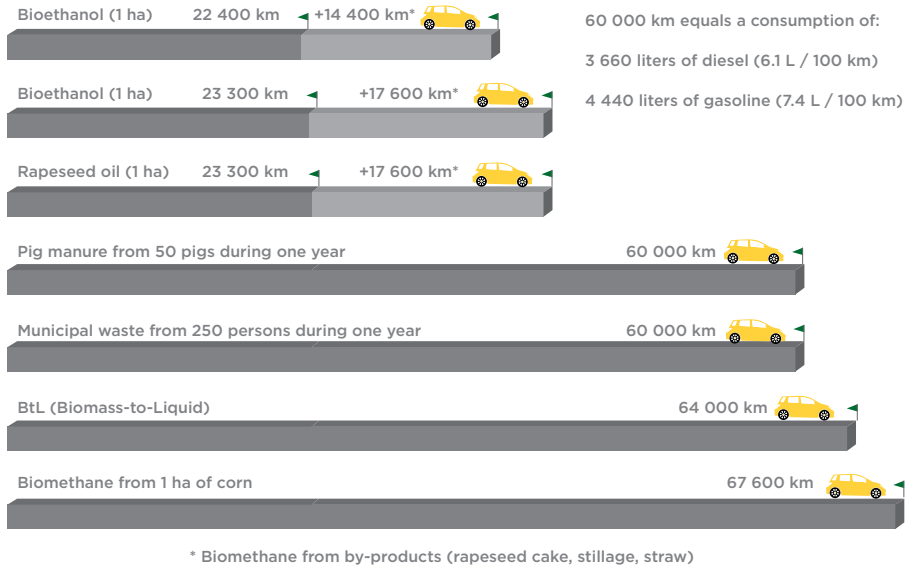 Bioethanol (1 ha) 22 400 km +14 400 km*
60 000 km equals a consumption of:
3 660 liters of diesel (6.1 L / 100 km)
Bioethanol (1 ha) 23 300 km +17 600 km*
4 440 liters of gasoline (7.4 L / 100 km)
Rapeseed oil (1 ha) 23 300 km +17 600 km*
Pig manure from 50 pigs during one year 60 000 km
Municipal waste from 250 persons during one year 60 000 km
BtL (Biomass-to-Liquid) 64 000 km
Biomethane from 1 ha of corn 67 600 km
* Biomethane from by-products (rapeseed cake, stillage, straw)